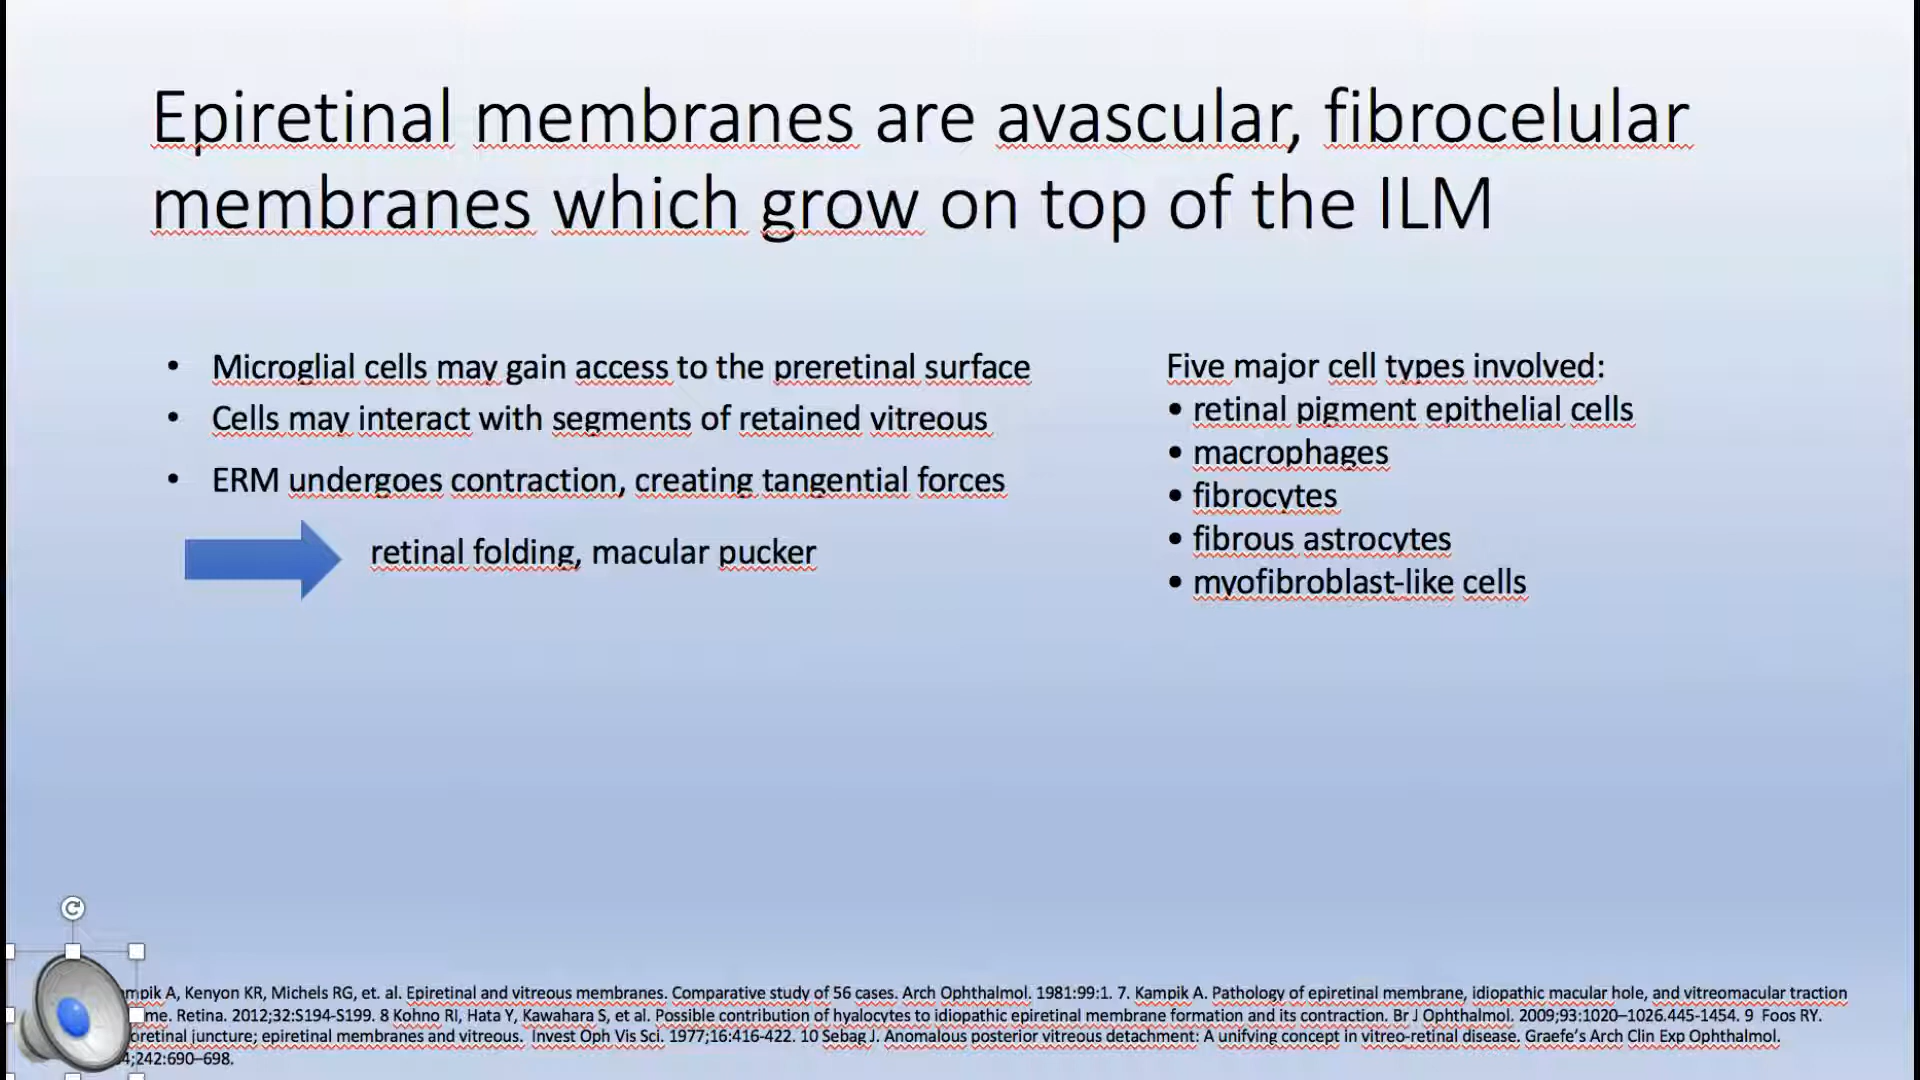 Epiretinal membranes are avascular, fibrocelular
membranes which grow on top of the ILM
• Microglial cells may gain access to the preretinal surface
• Cells may interact with segments of retained vitreous
• ERM undergoes contraction, creating tangential forces
retinal folding, macular pucker
Five major cell types involved:
• retinal pigment epithelial cells
• macrophages
• fibrocytes
• fibrous astrocytes
• myofibroblast-like cells
A, Kenyon KR, Michels RG, et. al. Epiretinal and vitreous membranes. Comparative study of 56 cases. Arch Ophthalmol. 1981:99:1. 7. Kampik A. Pathology of epiretinal membrane, idiopathic macular hole, and vitreomacular traction
Retina. 2012;32:S194-S199. 8 Kohno RI, Hata Y, Kawahara S, et al. Possible contribution of hyalocytes to idiopathic epiretinal membrane formation and its contraction. Br J Ophthalmol. 2009;93:1020–1026.445-1454. 9 Foos RY.
juncture; epiretinal membranes and vitreous. Invest Oph Vis Sci. 1977;16:416-422. 10 Sebag J. Anomalous posterior vitreous detachment: A unifying concept in vitreo-retinal disease. Graefe's Arch Clin Exp Ophthalmol.
;242:690–698.